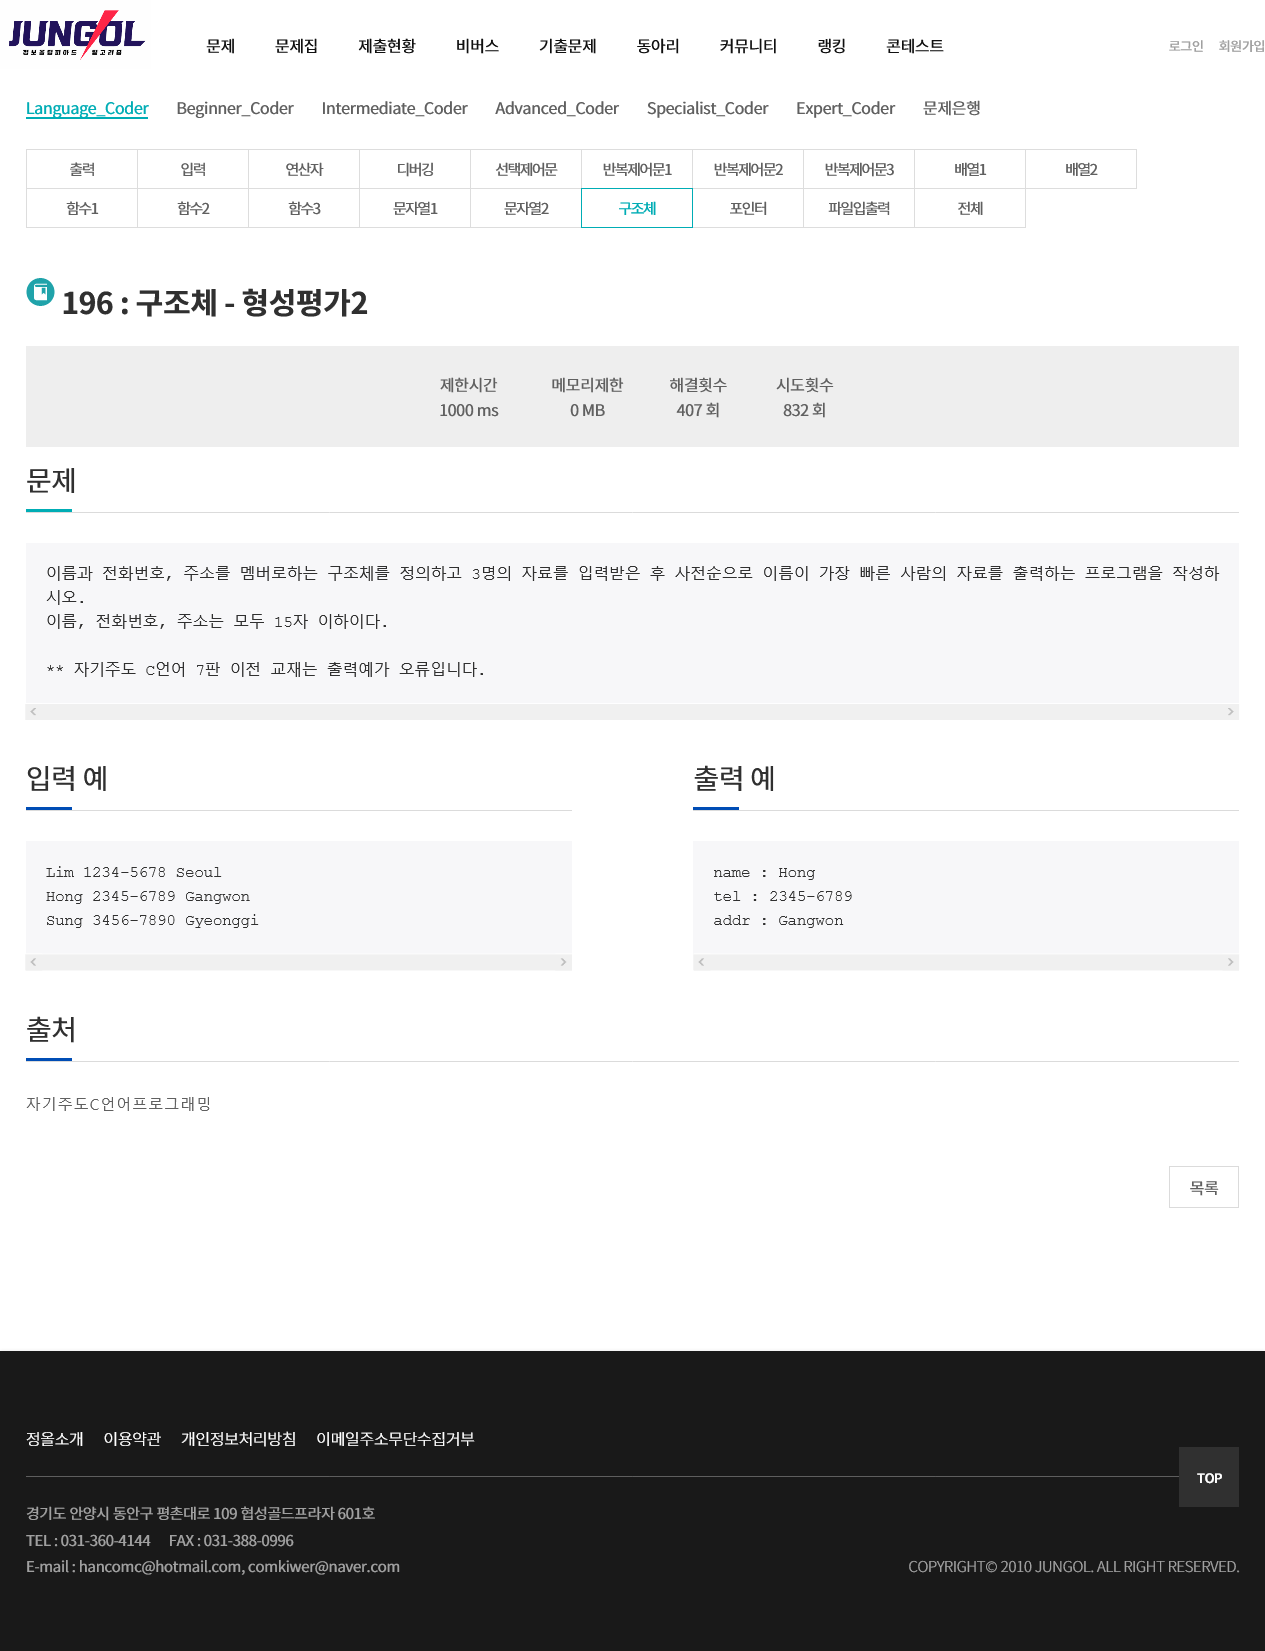 JUNGOL
정보올림피아드 알고리즘
문제 문제집 제출현황 비버스 기출문제 동아리 커뮤니티 랭킹 콘테스트 로그인 회원가입
Language_Coder Beginner_Coder Intermediate_Coder Advanced_Coder Specialist_Coder Expert_Coder 문제은행
출력 입력 연산자 디버깅 선택제어문 반복제어문1 반복제어문2 반복제어문3 배열1 배열2
함수1 함수2 함수3 문자열1 문자열2 구조체 포인터 파일입출력 전체
196 : 구조체 - 형성평가2
제한시간 메모리제한 해결횟수 시도횟수
1000 ms 0 MB 407 회 832 회
문제
이름과 전화번호, 주소를 멤버로하는 구조체를 정의하고 3명의 자료를 입력받은 후 사전순으로 이름이 가장 빠른 사람의 자료를 출력하는 프로그램을 작성하
시오.
이름, 전화번호, 주소는 모두 15자 이하이다.
** 자기주도 C언어 7판 이전 교재는 출력예가 오류입니다.
입력 예
Lim 1234-5678 Seoul
Hong 2345-6789 Gangwon
Sung 3456-7890 Gyeonggi
출력 예
name : Hong
tel : 2345-6789
addr : Gangwon
출처
자기주도C언어프로그래밍
목록
정올소개 이용약관 개인정보처리방침 이메일주소무단수집거부
TOP
경기도 안양시 동안구 평촌대로 109 협성골드프라자 601호
TEL : 031-360-4144 FAX : 031-388-0996
E-mail : hancomc@hotmail.com, comkiwer@naver.com
COPYRIGHT© 2010 JUNGOL. ALL RIGHT RESERVED.